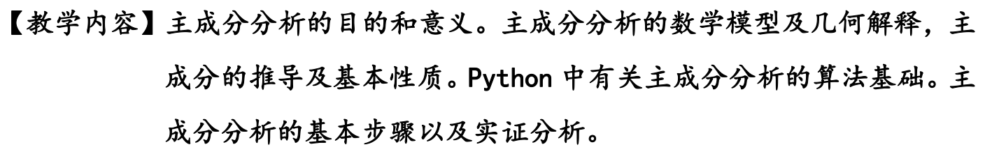 【教学内容】主成分分析的目的和意义。主成分分析的数学模型及几何解释，主
成分的推导及基本性质。Python 中有关主成分分析的算法基础。主
成分分析的基本步骤以及实证分析。